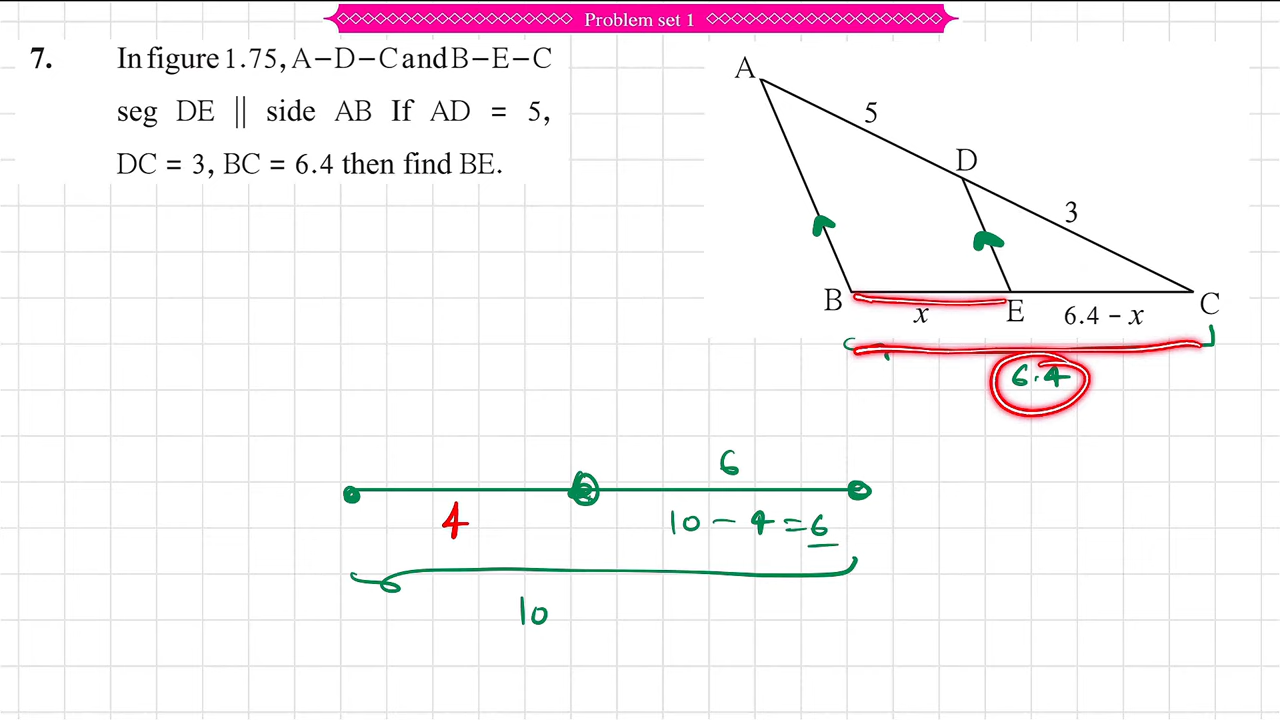 Problem set 1
7. In figure 1.75, A–D–C and B–E–C
seg DE || side AB If AD = 5,
DC = 3, BC = 6.4 then find BE.
A
5
D
3
B
x
E
6.4 – x
C
6.4
6
4
10 – 4 = 6
10